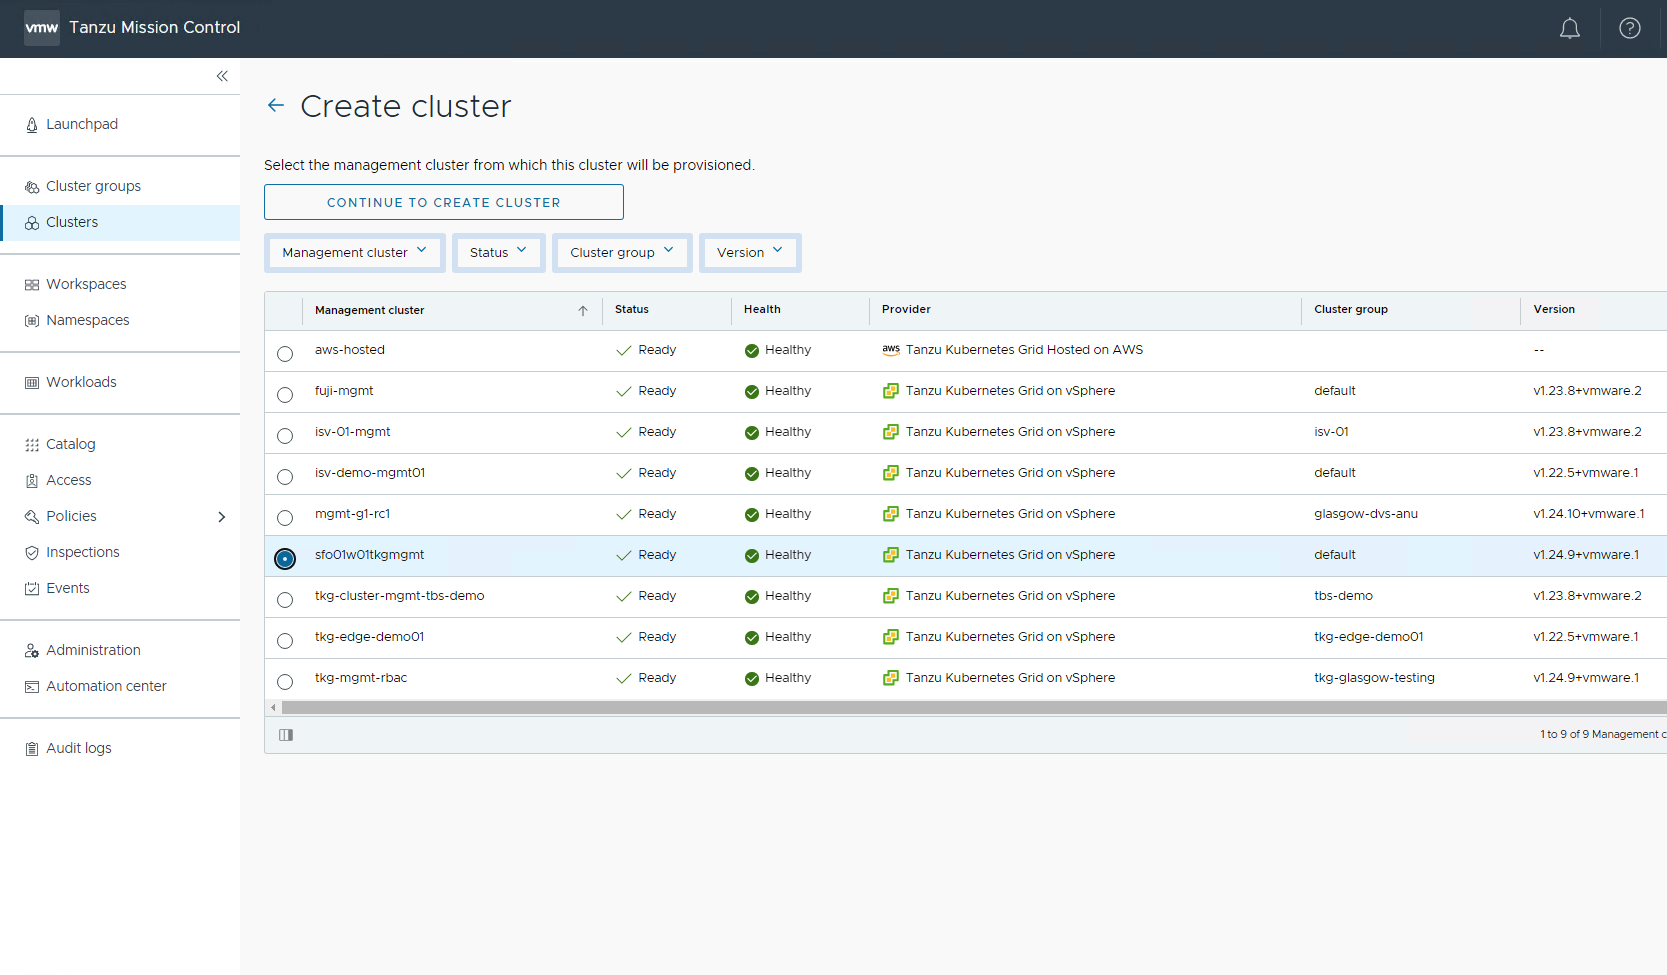 vmw Tanzu Mission Control
Launchpad
Cluster groups
Clusters
Workspaces
Namespaces
Workloads
Catalog
Access
Policies
Inspections
Events
Administration
Automation center
Audit logs
Create cluster
Select the management cluster from which this cluster will be provisioned.
CONTINUE TO CREATE CLUSTER
Management cluster Status Cluster group Version
Management cluster Status Health Provider Cluster group Version
aws-hosted Ready Healthy aws Tanzu Kubernetes Grid Hosted on AWS --
fuji-mgmt Ready Healthy Tanzu Kubernetes Grid on vSphere default v1.23.8+vmware.2
isv-01-mgmt Ready Healthy Tanzu Kubernetes Grid on vSphere isv-01 v1.23.8+vmware.2
isv-demo-mgmt01 Ready Healthy Tanzu Kubernetes Grid on vSphere default v1.22.5+vmware.1
mgmt-g1-rc1 Ready Healthy Tanzu Kubernetes Grid on vSphere glasgow-dvs-anu v1.24.10+vmware.1
sfo01w01tkgmgmt Ready Healthy Tanzu Kubernetes Grid on vSphere default v1.24.9+vmware.1
tkg-cluster-mgmt-tbs-demo Ready Healthy Tanzu Kubernetes Grid on vSphere tbs-demo v1.23.8+vmware.2
tkg-edge-demo01 Ready Healthy Tanzu Kubernetes Grid on vSphere tkg-edge-demo01 v1.22.5+vmware.1
tkg-mgmt-rbac Ready Healthy Tanzu Kubernetes Grid on vSphere tkg-glasgow-testing v1.24.9+vmware.1
1 to 9 of 9 Management c